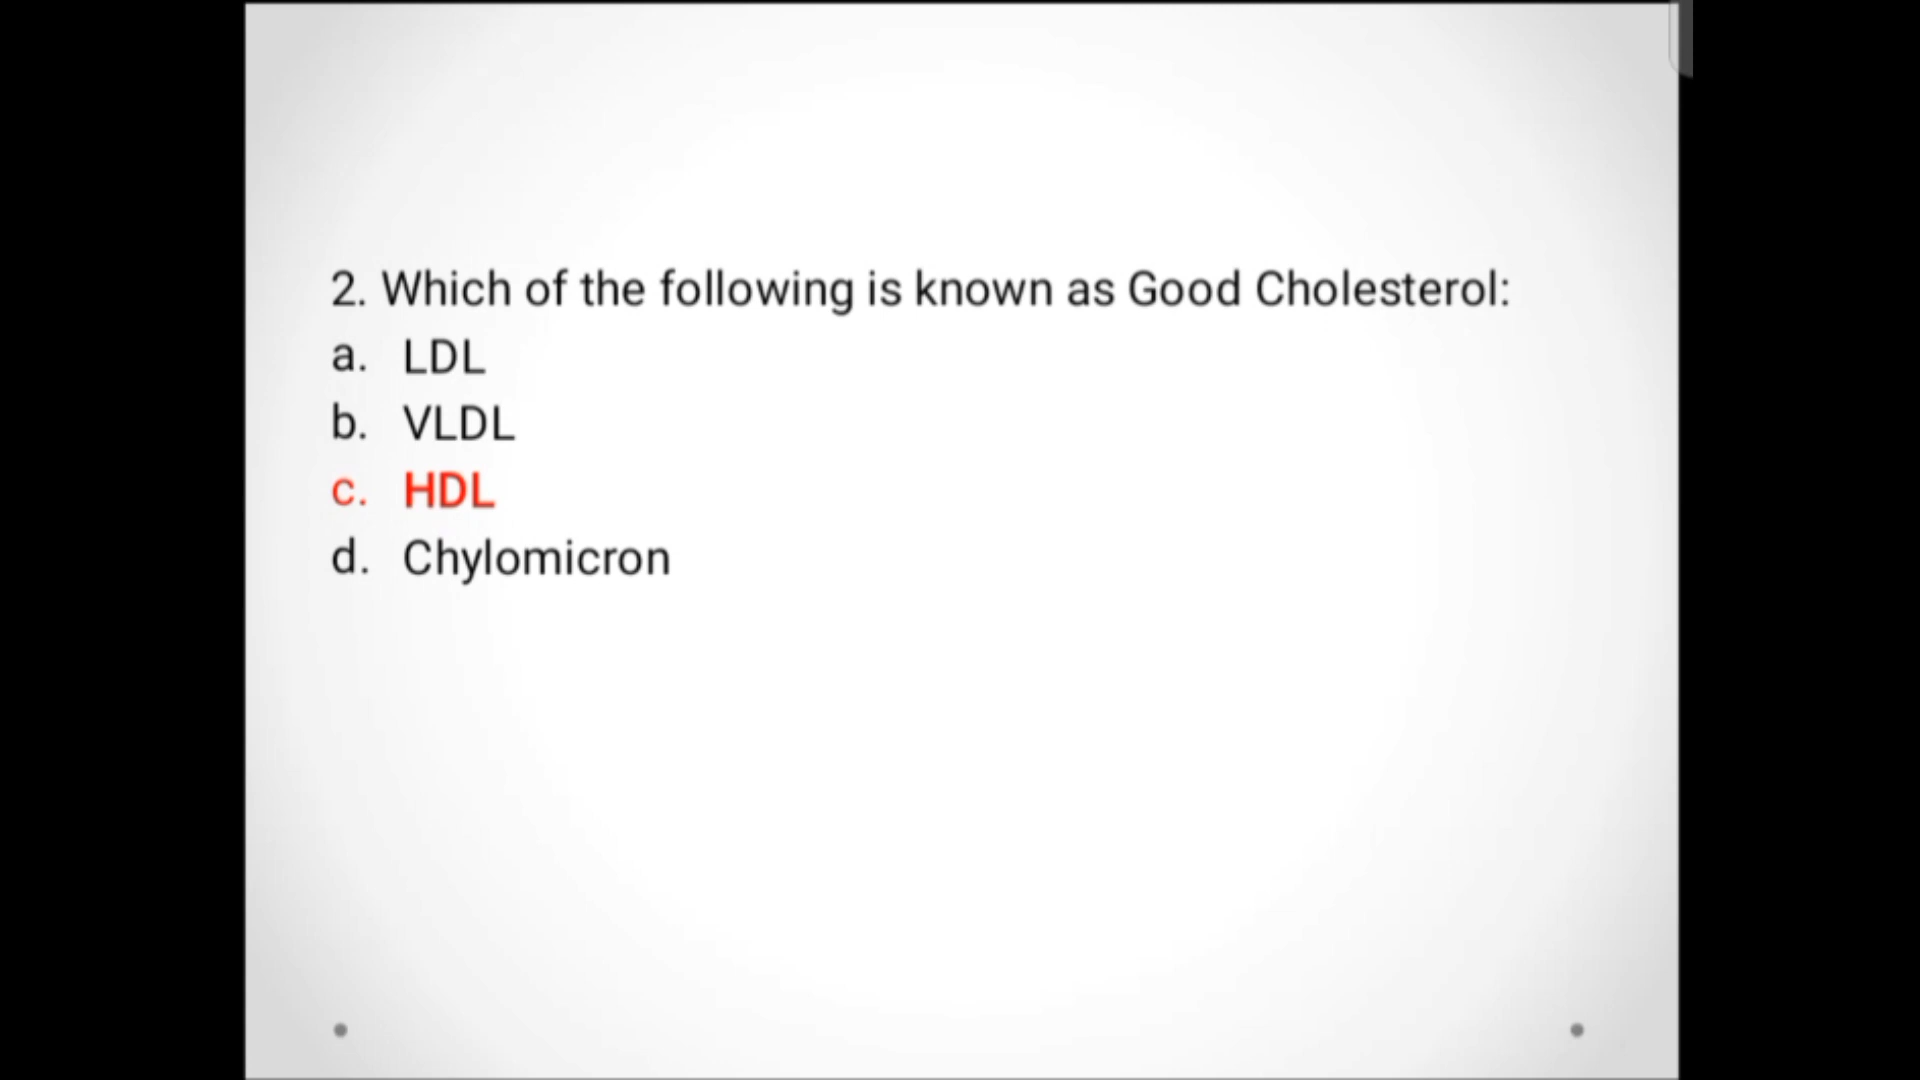 2. Which of the following is known as Good Cholesterol:
a. LDL
b. VLDL
c. HDL
d. Chylomicron